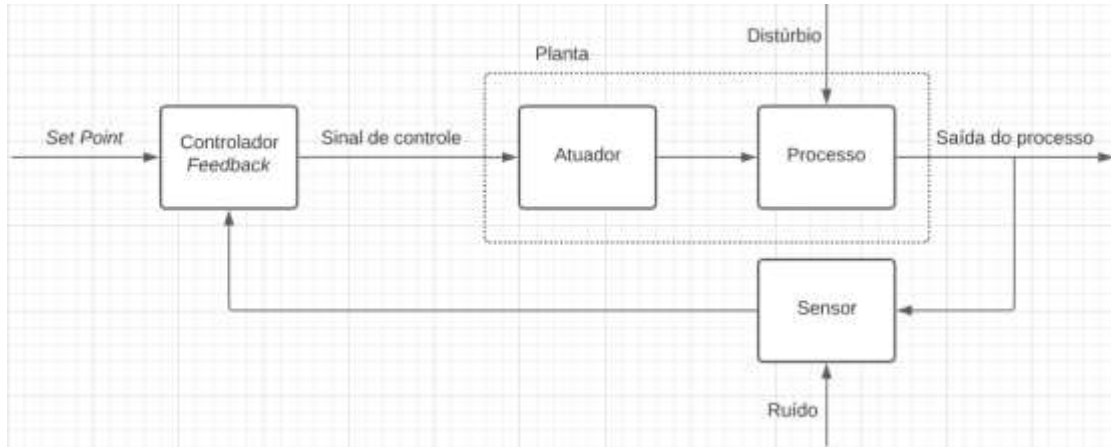 Distúrbio
Planta
Set Point
Controlador
Feedback
Sinal de controle
Atuador
Processo
Saída do processo
Sensor
Ruído